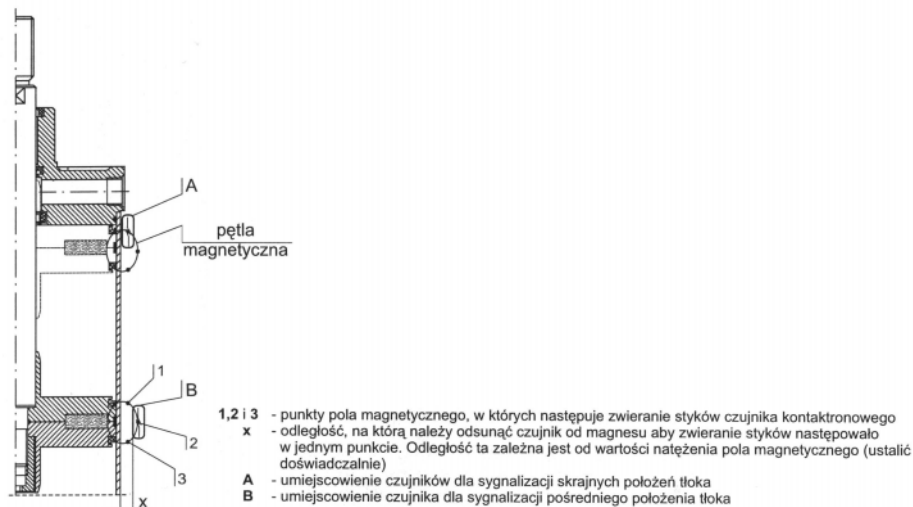 A
pętla
magnetyczna
1
B
2
3
x
1,2 i 3 - punkty pola magnetycznego, w których następuje zwieranie styków czujnika kontaktronowego
x - odległość, na którą należy odsunąć czujnik od magnesu aby zwieranie styków następowało
w jednym punkcie. Odległość ta zależna jest od wartości natężenia pola magnetycznego (ustalić
doświadczalnie)
A - umiejscowienie czujników dla sygnalizacji skrajnych położeń tłoka
B - umiejscowienie czujnika dla sygnalizacji pośredniego położenia tłoka